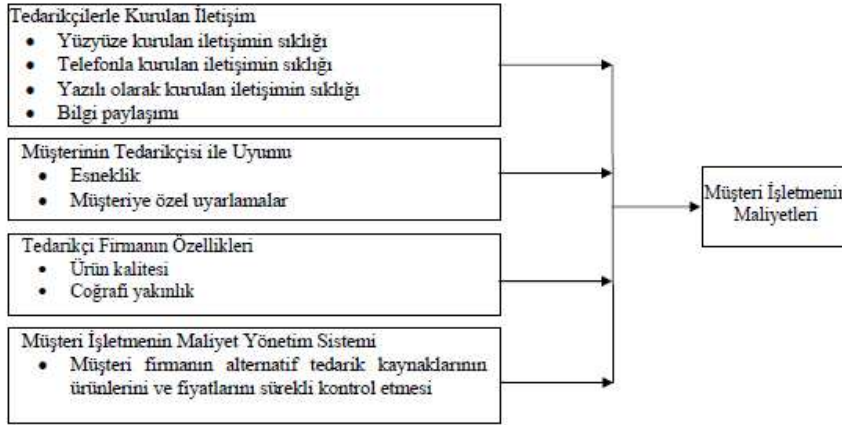 Tedarikçilerle Kurulan İletişim
• Yüzyüze kurulan iletişimin sıklığı
• Telefonla kurulan iletişimin sıklığı
• Yazılı olarak kurulan iletişimin sıklığı
• Bilgi paylaşımı
Müşterinin Tedarikçisi ile Uyumu
• Esneklik
• Müşteriye özel uyarlamalar
Tedarikçi Firmanın Özellikleri
• Ürün kalitesi
• Coğrafi yakınlık
Müşteri İşletmenin Maliyet Yönetim Sistemi
• Müşteri firmanın alternatif tedarik kaynaklarının
ürünlerini ve fiyatlarını sürekli kontrol etmesi
Müşteri İşletmenin
Maliyetleri